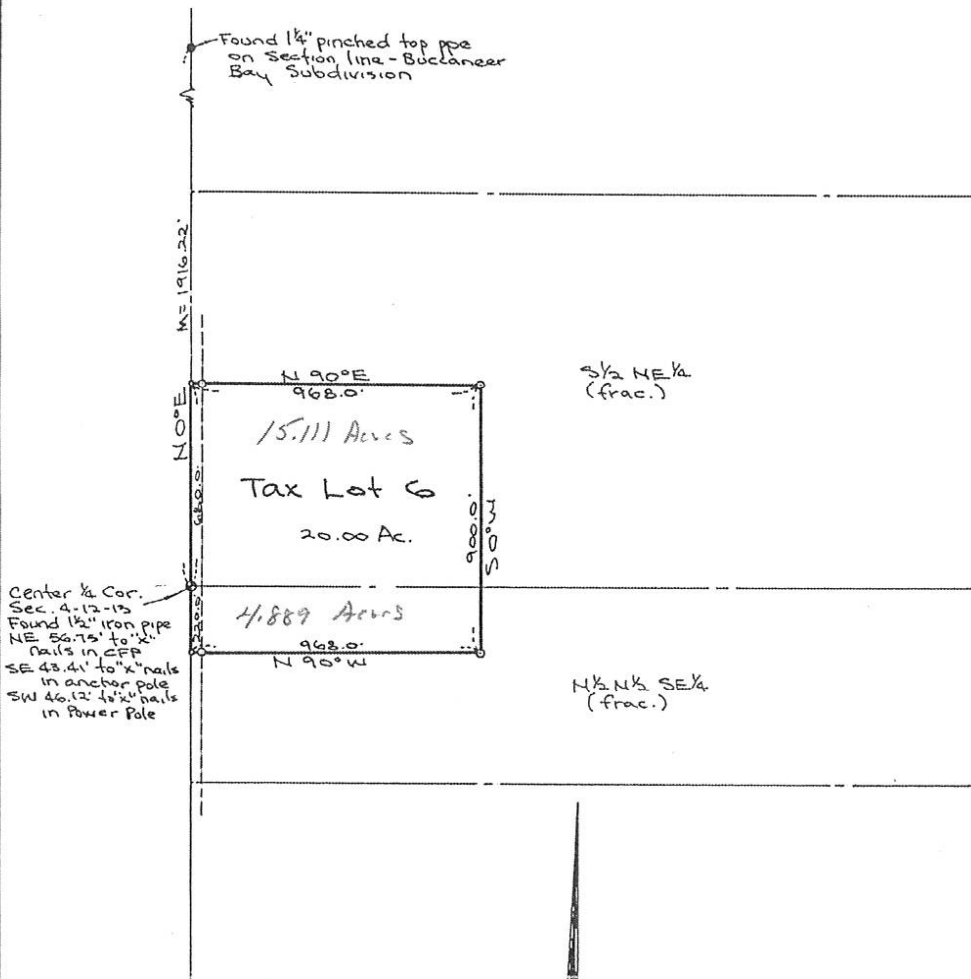 Found 1¼" pinched top ppe
on Section line - Buccaneer
Bay Subdivision
M= 1916.22'
N 90°E
968.0'
S½ NE¼
(frac.)
N 0°E
15.111 Acres
680.0'
Tax Lot 6
900.0'
S 0°W
20.00 Ac.
Center ¼ Cor.
Sec. 4-12-13
Found 1½" iron pipe
NE 56.75' to "x"
nails in CFP
SE 43.41' to "x" nails
in anchor pole
SW 46.12' to "x" nails
in Power Pole
220.0'
4.889 Acres
968.0'
N 90°W
N½ N½ SE¼
(frac.)